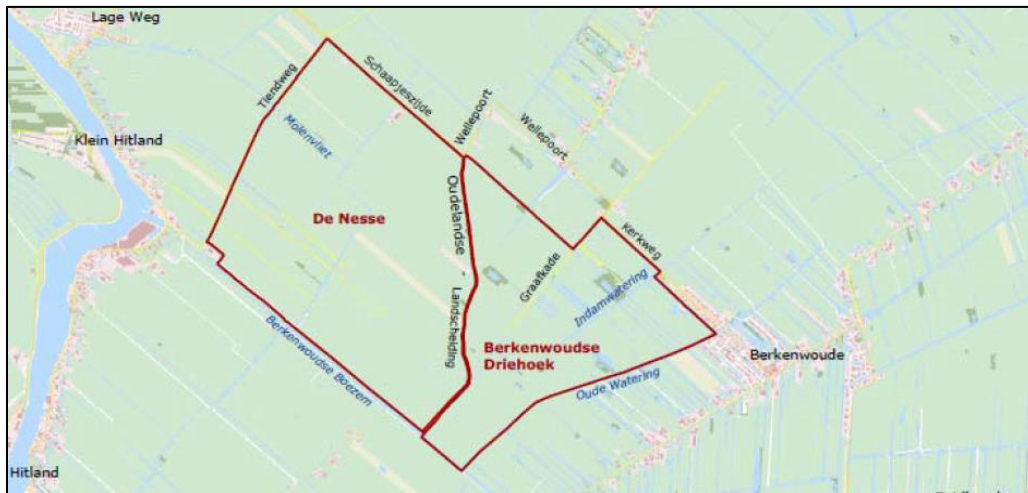 Lage Weg
Tiendweg
Schaapjeszijde
Molenvliet
Wellepoort
Wellepoort
Klein Hitland
De Nesse
Oudelandse
Landscheiding
Kerkweg
Graafkade
Indamwatering
Berkenwoudse Boezem
Berkenwoudse
Driehoek
Berkenwoude
Oude Watering
Hitland